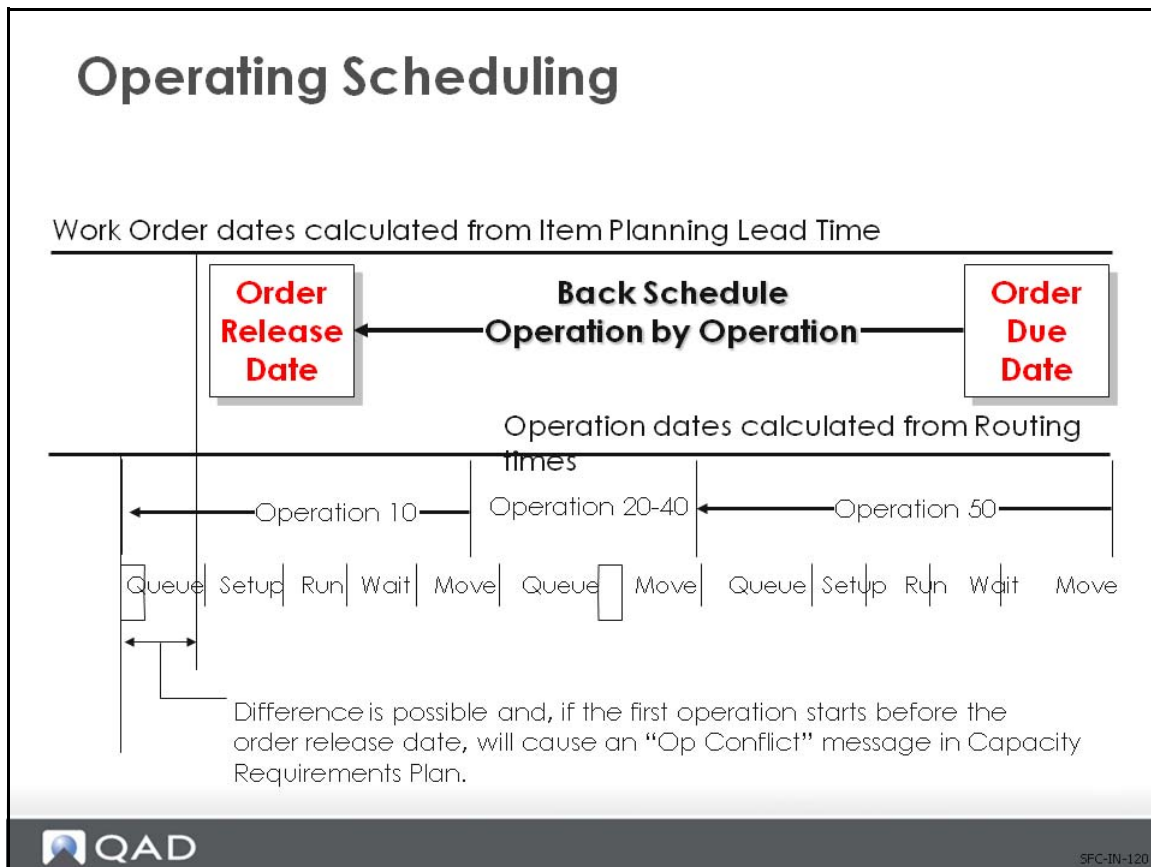 Operating Scheduling
Work Order dates calculated from Item Planning Lead Time
Order
Release
Date
Back Schedule
Operation by Operation
Order
Due
Date
Operation dates calculated from Routing
times
Operation 10
Operation 20-40
Operation 50
Queue Setup Run Wait Move Queue Move Queue Setup Run Wait Move
Difference is possible and, if the first operation starts before the
order release date, will cause an “Op Conflict” message in Capacity
Requirements Plan.
QAD
SFC-IN-120